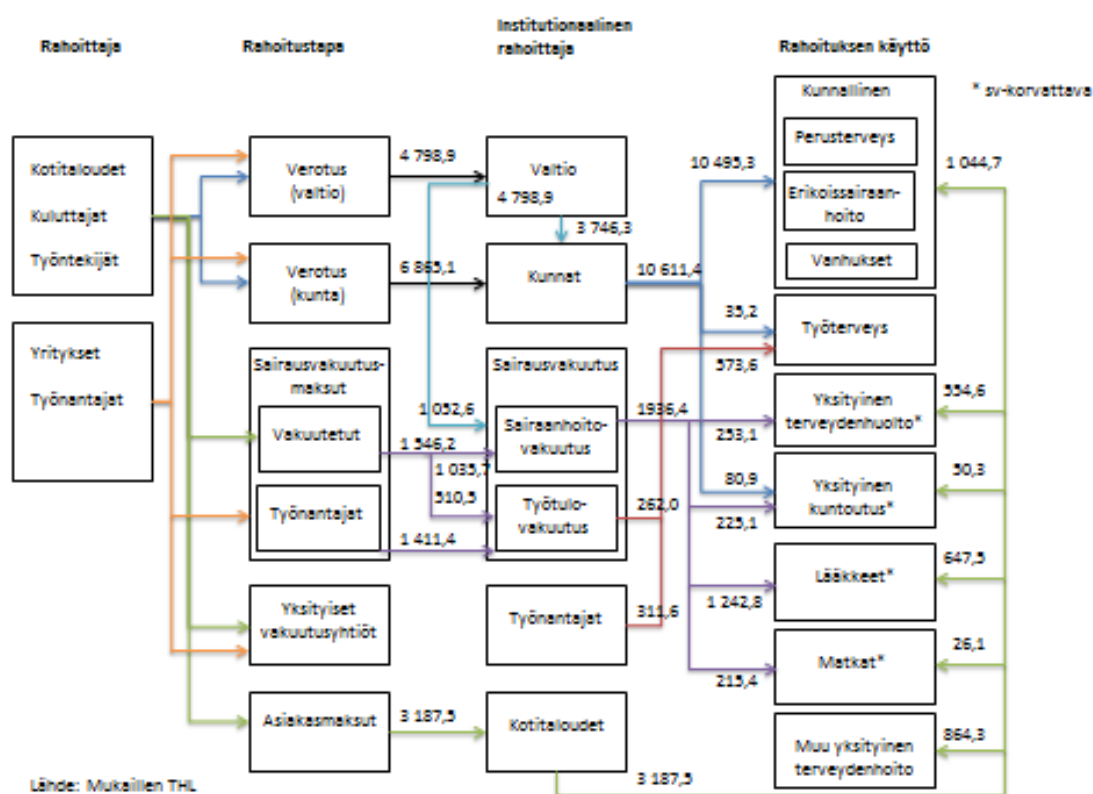 Rahoittaja
Rahoitustapa
Institutionaalinen
rahoittaja
Rahoituksen käyttö
* sv-korvattava
Kotitaloudet
Kuluttajat
Työntekijät
Yritykset
Työnantajat
Verotus
(valtio)
4 798,9
Verotus
(kunta)
6 865,1
Sairausvakuutus-
maksut
Vakuutetut
1 546,2
1 035,7
510,5
Työnantajat
1 411,4
Yksityiset
vakuutusyhtiöt
Asiakasmaksut
3 187,5
Valtio
4 798,9
3 746,3
Kunnat
10 611,4
1 052,6
Sairausvakuutus
Sairaanhoito-
vakuutus
1936,4
Työtulo-
vakuutus
262,0
Työnantajat
311,6
Kotitaloudet
3 187,5
Kunnallinen
Perusterveys
Erikoissairaan-
hoito
Vanhukset
10 495,3
1 044,7
35,2
Työterveys
573,6
Yksityinen
terveydenhuolto*
253,1
554,6
80,9
Yksityinen
kuntoutus*
225,1
50,3
Lääkkeet*
1 242,8
647,5
Matkat*
215,4
26,1
Muu yksityinen
terveydenhoito
864,3
Lähde: Mukaillen THL